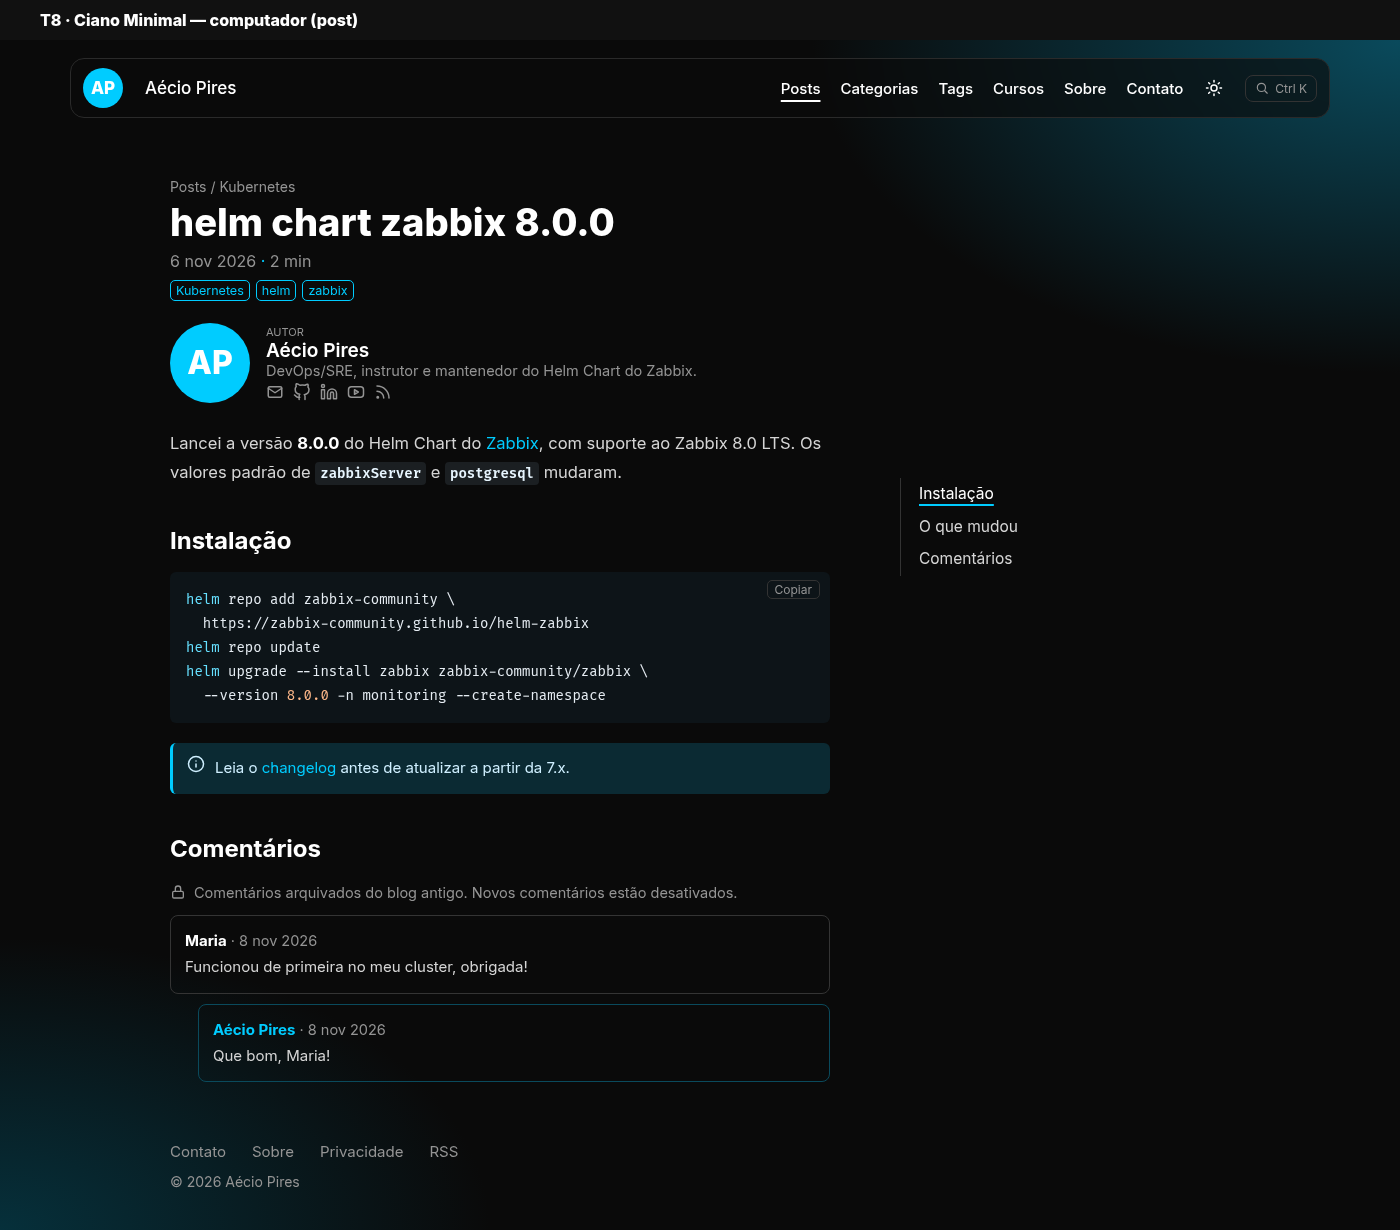 T8 · Ciano Minimal — computador (post)
AP
Aécio Pires
Posts
Categorias
Tags
Cursos
Sobre
Contato
Ctrl K
Posts / Kubernetes
helm chart zabbix 8.0.0
6 nov 2026 · 2 min
Kubernetes
helm
zabbix
AP
AUTOR
Aécio Pires
DevOps/SRE, instrutor e mantenedor do Helm Chart do Zabbix.
Lancei a versão 8.0.0 do Helm Chart do Zabbix, com suporte ao Zabbix 8.0 LTS. Os
valores padrão de zabbixServer e postgresql mudaram.
Instalação
O que mudou
Comentários
Instalação
Copiar
helm repo add zabbix-community \
  https://zabbix-community.github.io/helm-zabbix
helm repo update
helm upgrade --install zabbix zabbix-community/zabbix \
  --version 8.0.0 -n monitoring --create-namespace
Leia o changelog antes de atualizar a partir da 7.x.
Comentários
Comentários arquivados do blog antigo. Novos comentários estão desativados.
Maria · 8 nov 2026
Funcionou de primeira no meu cluster, obrigada!
Aécio Pires · 8 nov 2026
Que bom, Maria!
Contato
Sobre
Privacidade
RSS
© 2026 Aécio Pires